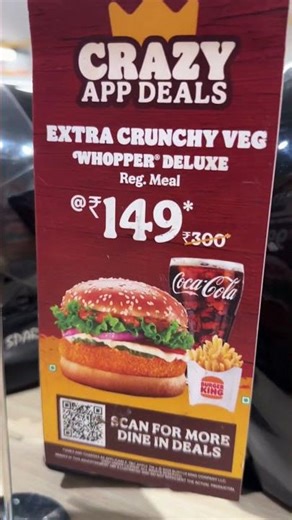 CRAZY
APP DEALS
EXTRA CRUNCHY VEG
WHOPPER® DELUXE
Reg. Meal
@₹149*
₹300*
Coca-Cola
BURGER
KING
SCAN FOR MORE
DINE IN DEALS